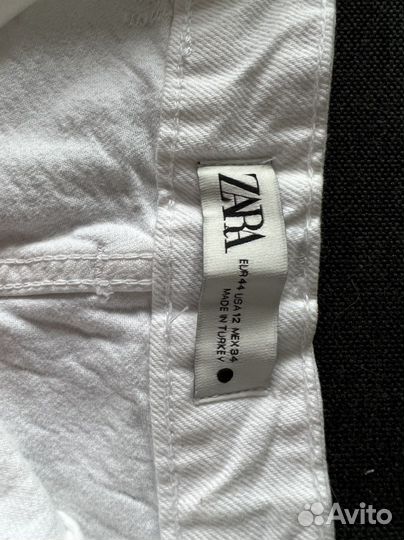 ZARA
EUR 44 USA 12 MEX 34
MADE IN TURKEY
Avito